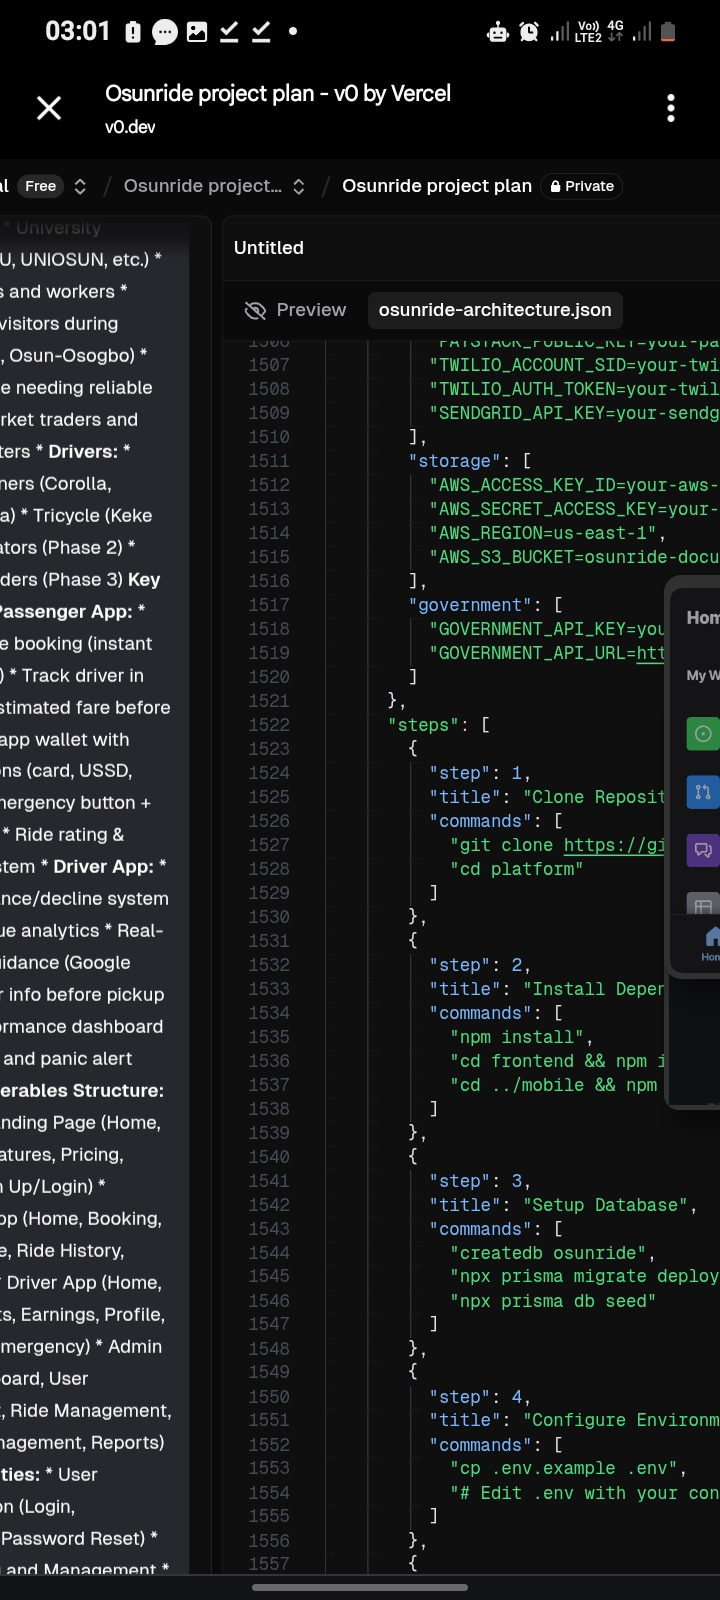 03:01
Vo))
LTE2
4G
Osunride project plan - v0 by Vercel
v0.dev
al Free / Osunride project... / Osunride project plan Private
* University
U, UNIOSUN, etc.) *
s and workers *
visitors during
, Osun-Osogbo) *
e needing reliable
rket traders and
ters * Drivers: *
ners (Corolla,
a) * Tricycle (Keke
ators (Phase 2) *
ders (Phase 3) Key
Passenger App: *
e booking (instant
) * Track driver in
stimated fare before
app wallet with
ons (card, USSD,
mergency button +
* Ride rating &
stem * Driver App: *
nce/decline system
ue analytics * Real-
uidance (Google
r info before pickup
ormance dashboard
and panic alert
erables Structure:
anding Page (Home,
atures, Pricing,
n Up/Login) *
pp (Home, Booking,
e, Ride History,
Driver App (Home,
ts, Earnings, Profile,
mergency) * Admin
oard, User
t, Ride Management,
nagement, Reports)
ties: * User
on (Login,
Password Reset) *
g and Management *
Untitled
Preview osunride-architecture.json
1506 "PAYSTACK_PUBLIC_KEY=your-pa
1507 "TWILIO_ACCOUNT_SID=your-twi
1508 "TWILIO_AUTH_TOKEN=your-twil
1509 "SENDGRID_API_KEY=your-sendg
1510 ],
1511 "storage": [
1512 "AWS_ACCESS_KEY_ID=your-aws-
1513 "AWS_SECRET_ACCESS_KEY=your-
1514 "AWS_REGION=us-east-1",
1515 "AWS_S3_BUCKET=osunride-docu
1516 ],
1517 "government": [
1518 "GOVERNMENT_API_KEY=you
1519 "GOVERNMENT_API_URL=htt
1520 ]
1521 },
1522 "steps": [
1523 {
1524 "step": 1,
1525 "title": "Clone Reposit
1526 "commands": [
1527 "git clone https://gi
1528 "cd platform"
1529 ]
1530 },
1531 {
1532 "step": 2,
1533 "title": "Install Depen
1534 "commands": [
1535 "npm install",
1536 "cd frontend && npm i
1537 "cd ../mobile && npm
1538 ]
1539 },
1540 {
1541 "step": 3,
1542 "title": "Setup Database",
1543 "commands": [
1544 "createdb osunride",
1545 "npx prisma migrate deploy
1546 "npx prisma db seed"
1547 ]
1548 },
1549 {
1550 "step": 4,
1551 "title": "Configure Environm
1552 "commands": [
1553 "cp .env.example .env",
1554 "# Edit .env with your con
1555 ]
1556 },
1557 {
Hom
My W
Hom